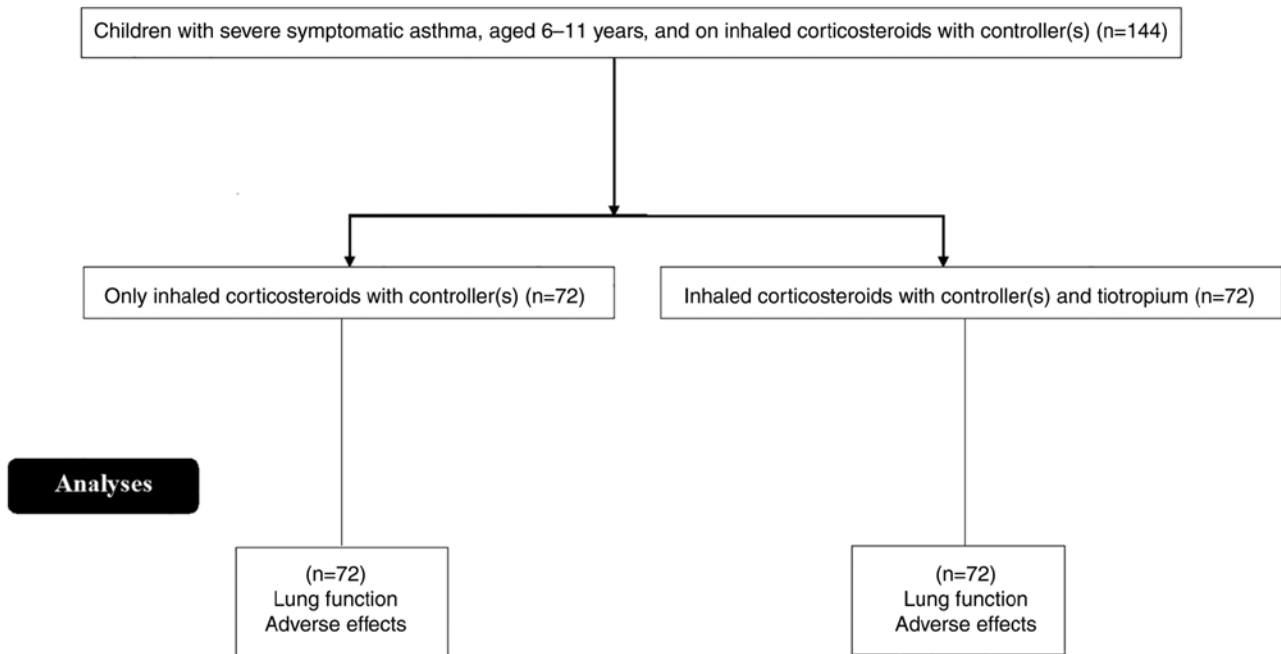 Children with severe symptomatic asthma, aged 6–11 years, and on inhaled corticosteroids with controller(s) (n=144)
Only inhaled corticosteroids with controller(s) (n=72)
Inhaled corticosteroids with controller(s) and tiotropium (n=72)
Analyses
(n=72)
Lung function
Adverse effects
(n=72)
Lung function
Adverse effects